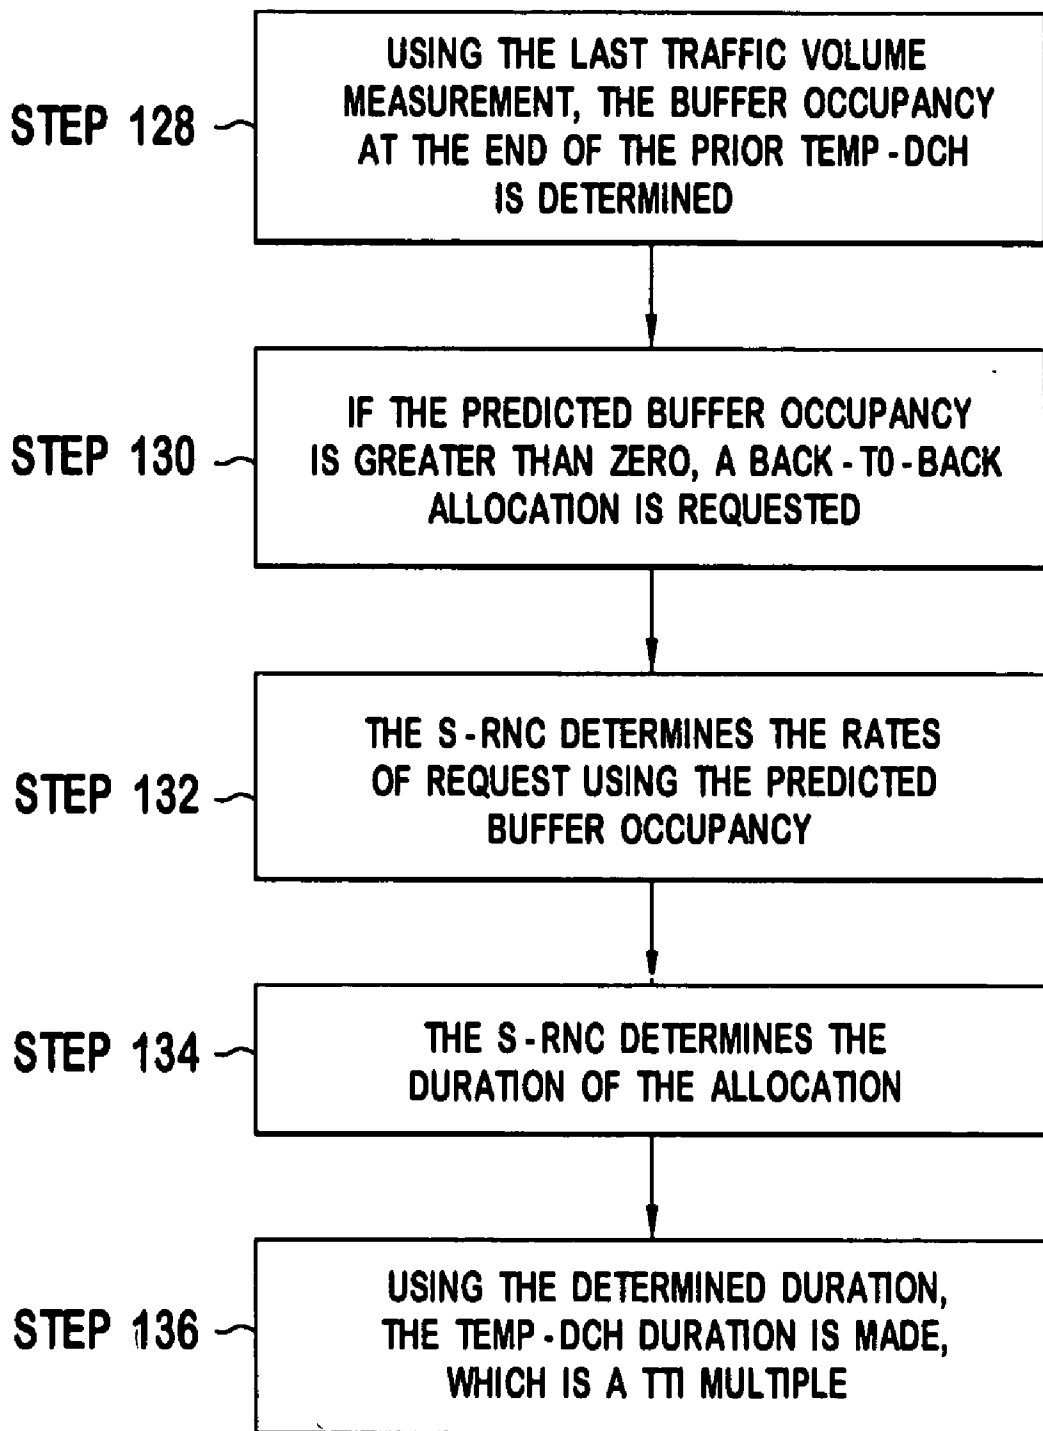 USING THE LAST TRAFFIC VOLUME
MEASUREMENT, THE BUFFER OCCUPANCY
STEP 128
AT THE END OF THE PRIOR TEMP-DCH
IS DETERMINED
IF THE PREDICTED BUFFER OCCUPANCY
STEP 130
IS GREATER THAN ZERO, A BACK-TO-BACK
ALLOCATION IS REQUESTED
THE S-RNC DETERMINES THE RATES
STEP 132
OF REQUEST USING THE PREDICTED
BUFFER OCCUPANCY
STEP 134
THE S-RNC DETERMINES THE
DURATION OF THE ALLOCATION
USING THE DETERMINED DURATION,
STEP 136
THE TEMP-DCH DURATION IS MADE,
WHICH IS A TTI MULTIPLE